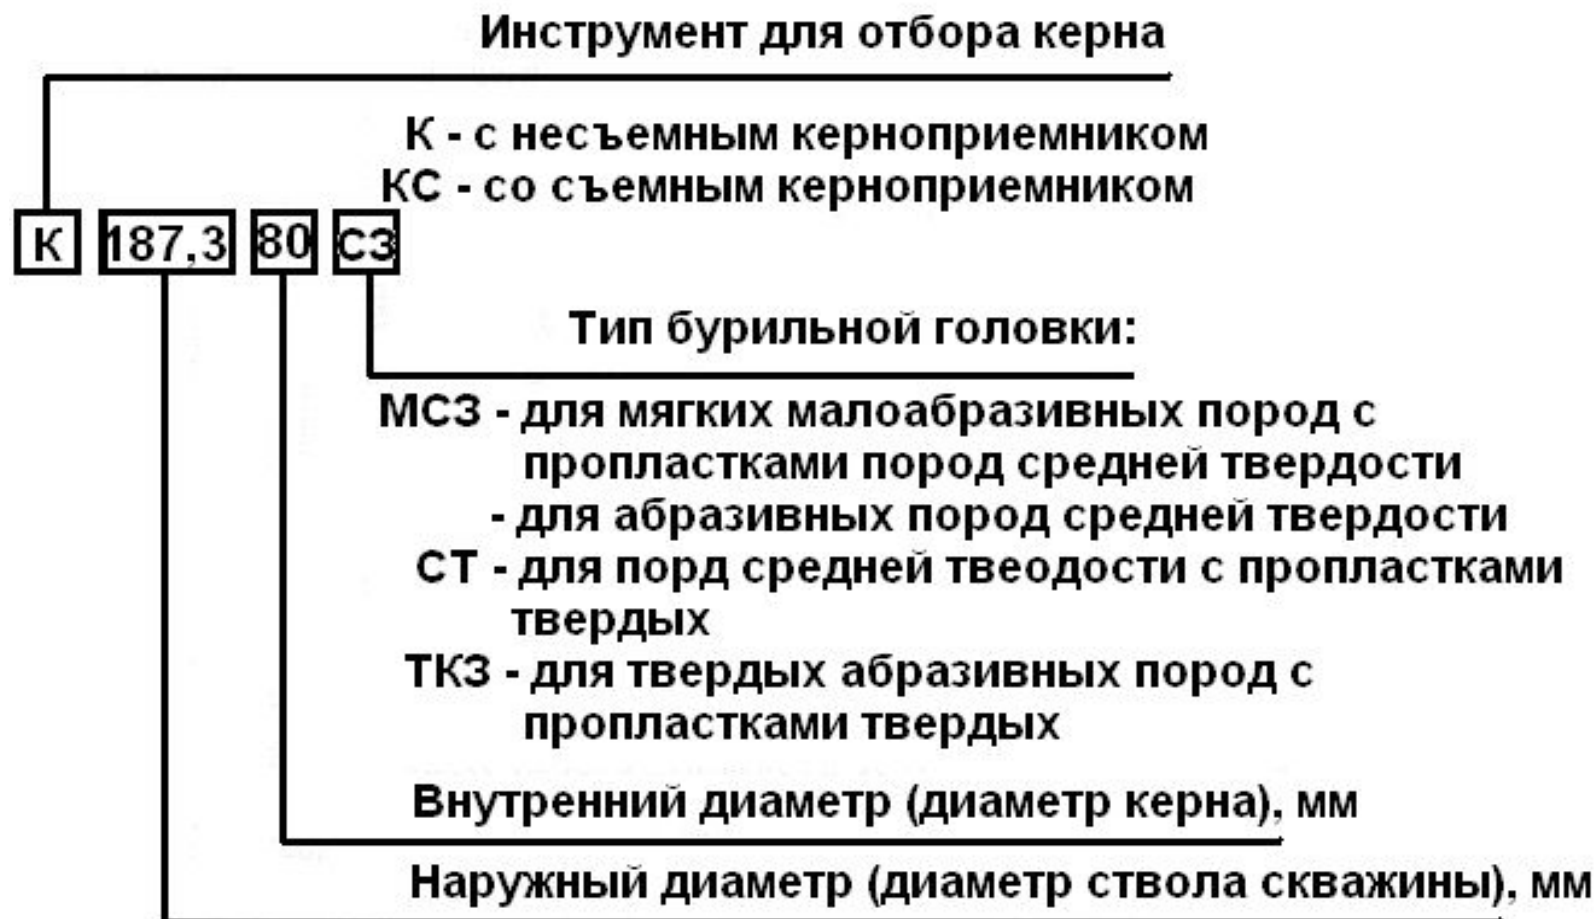 Инструмент для отбора керна
К - с несъемным керноприемником
КС - со съемным керноприемником
К 187,3 80 СЗ
Тип бурильной головки:
МСЗ - для мягких малоабразивных пород с
пропластками пород средней твердости
- для абразивных пород средней твердости
СТ - для порд средней твеодости с пропластками
твердых
ТКЗ - для твердых абразивных пород с
пропластками твердых
Внутренний диаметр (диаметр керна), мм
Наружный диаметр (диаметр ствола скважины), мм